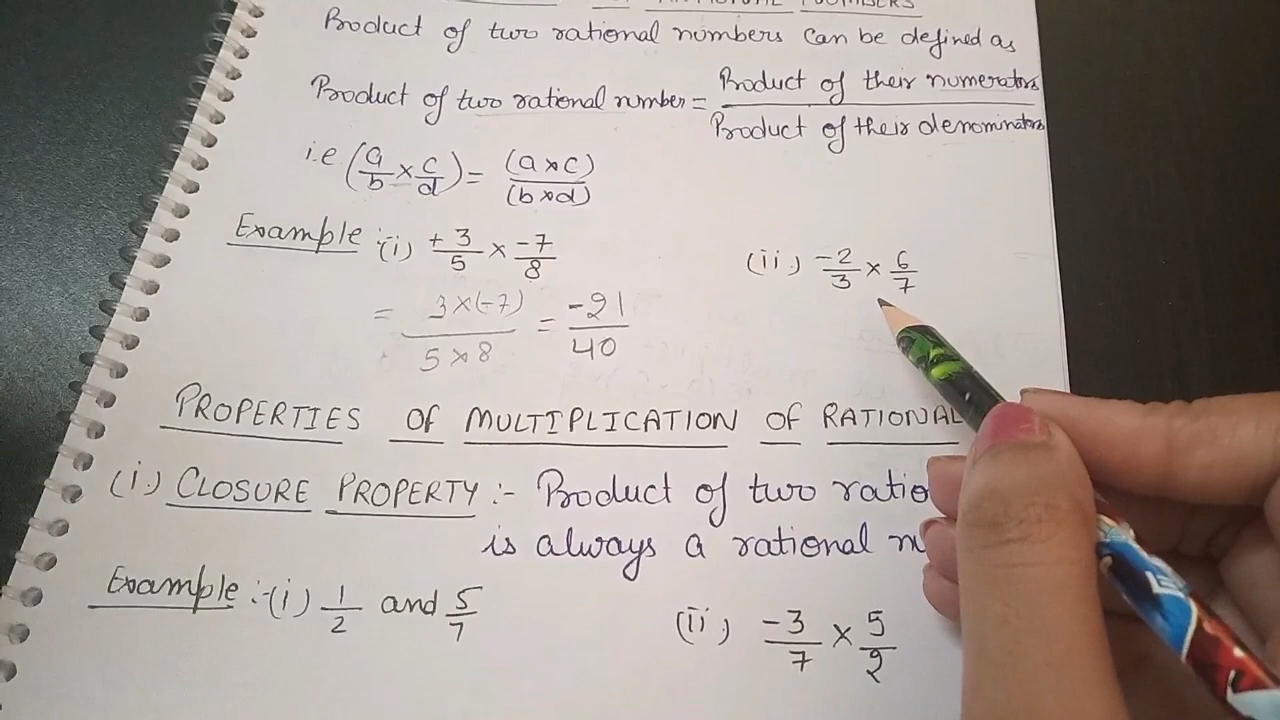 Product of two rational numbers can be defined as
Product of two rational number = Product of their numerators / Product of their denominators
i.e (a/b × c/d) = (a×c)/(b×d)
Example :- (i) +3/5 × -7/8
(ii.) -2/3 × 6/7
= 3×(-7)/5×8 = -21/40
PROPERTIES OF MULTIPLICATION OF RATIONAL
(i.) CLOSURE PROPERTY :- Product of two
is always a rational
Example :- (i) 1/2 and 5/7
(ii) -3/7 × 5/2